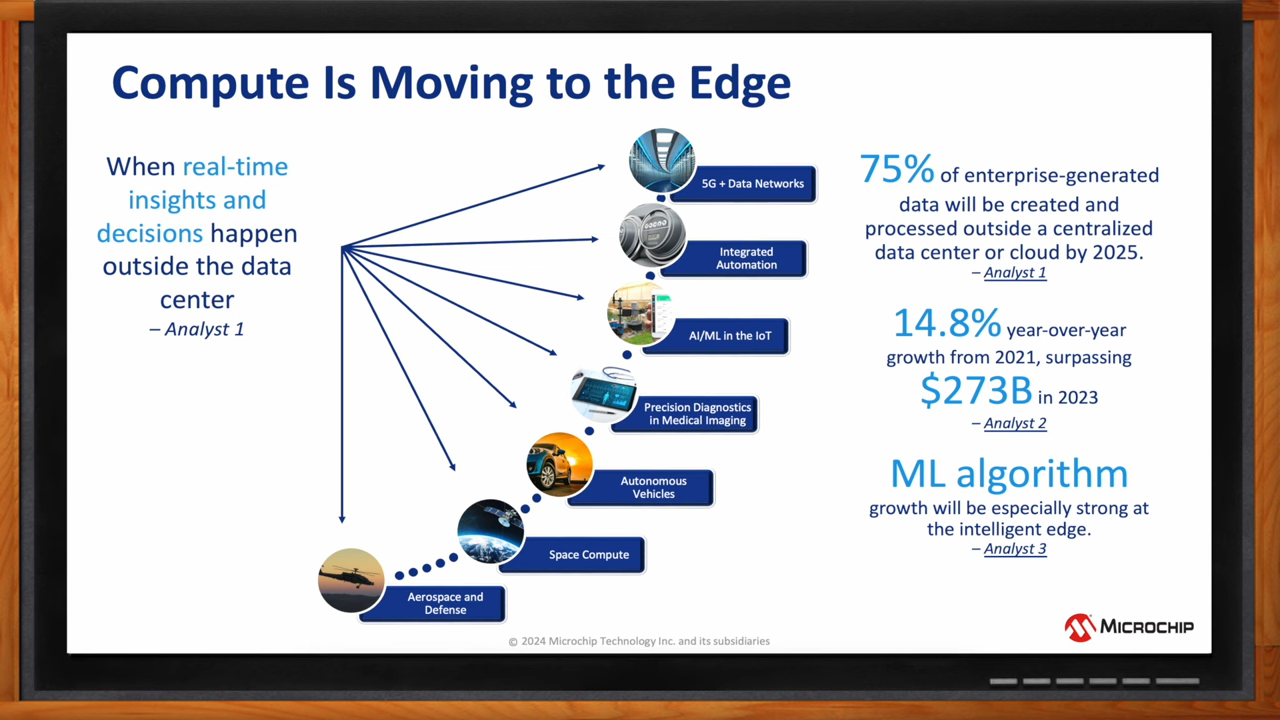 Compute Is Moving to the Edge
When real-time
insights and
decisions happen
outside the data
center
– Analyst 1
5G + Data Networks
Integrated
Automation
AI/ML in the IoT
Precision Diagnostics
in Medical Imaging
Autonomous
Vehicles
Space Compute
Aerospace and
Defense
75% of enterprise-generated
data will be created and
processed outside a centralized
data center or cloud by 2025.
– Analyst 1
14.8% year-over-year
growth from 2021, surpassing
$273B in 2023
– Analyst 2
ML algorithm
growth will be especially strong at
the intelligent edge.
– Analyst 3
© 2024 Microchip Technology Inc. and its subsidiaries
MICROCHIP